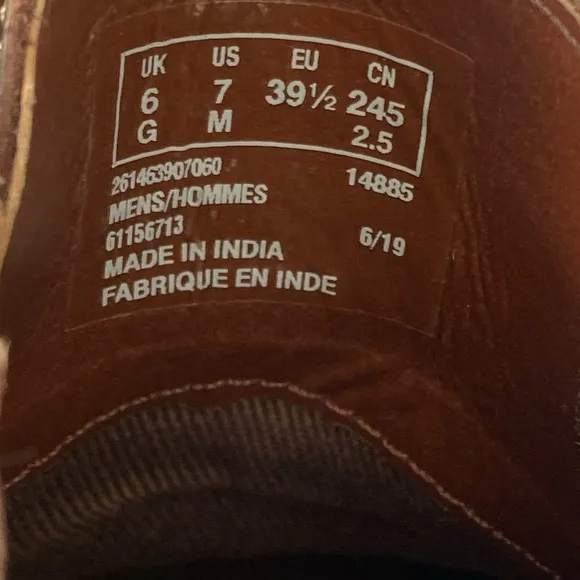 UK US EU CN
6 7 39½ 245
G M 2.5
261463907060 14885
MENS/HOMMES
61156713 6/19
MADE IN INDIA
FABRIQUE EN INDE